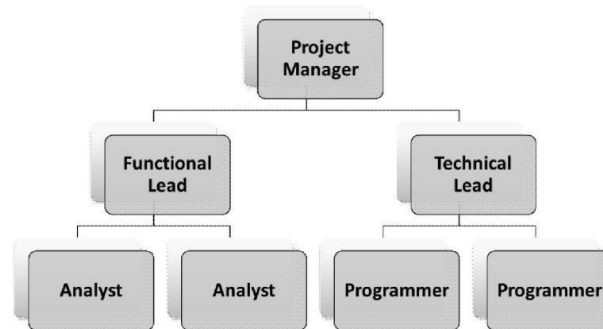 Project
Manager
Functional
Lead
Technical
Lead
Analyst
Analyst
Programmer
Programmer